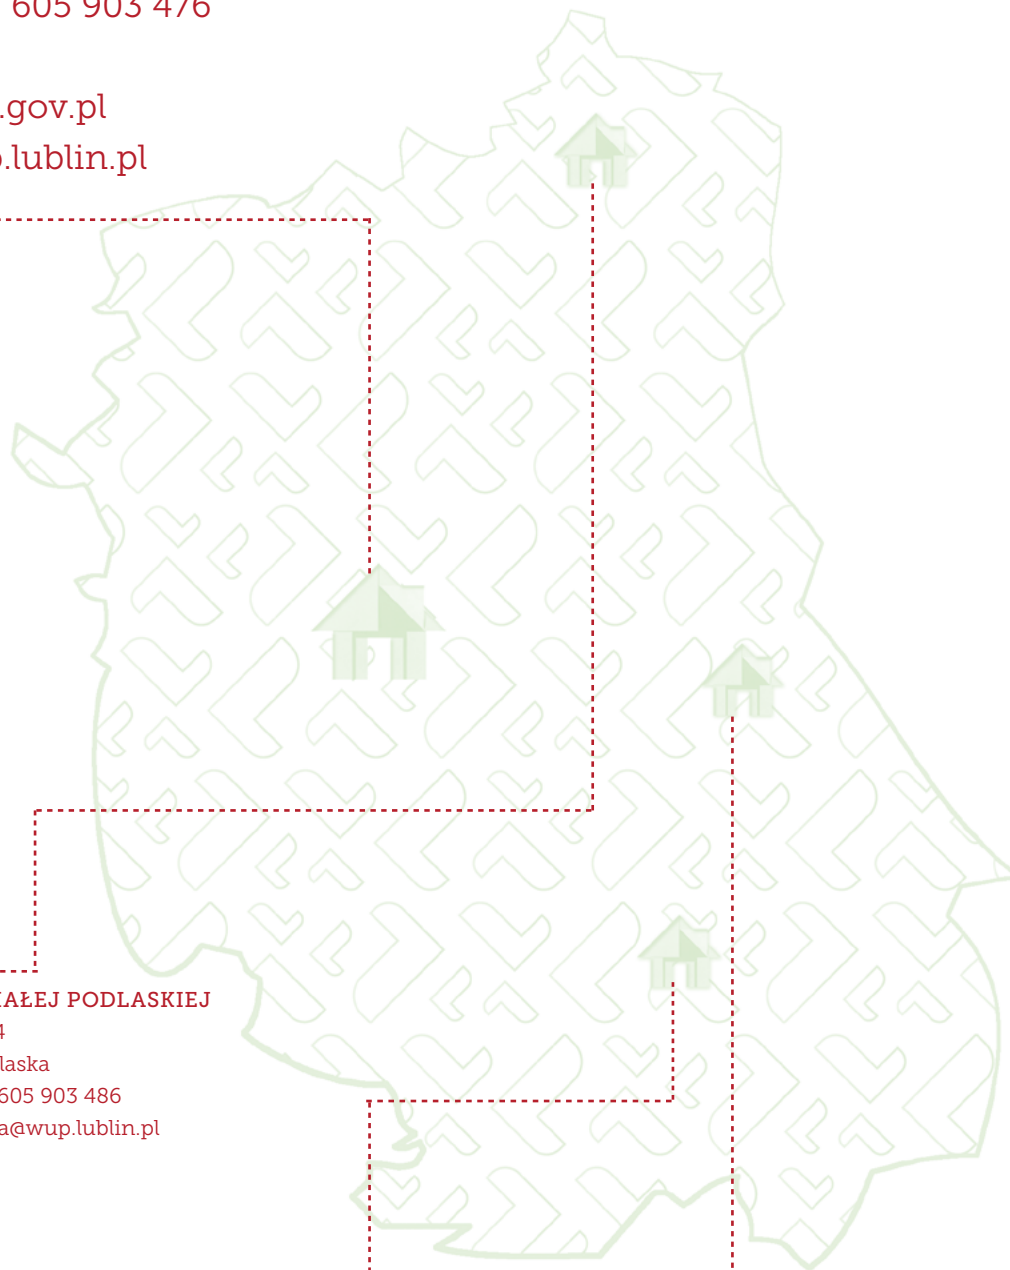 605 903 476
.gov.pl
.lublin.pl
AŁEJ PODLASKIEJ
4
laska
605 903 486
a@wup.lublin.pl